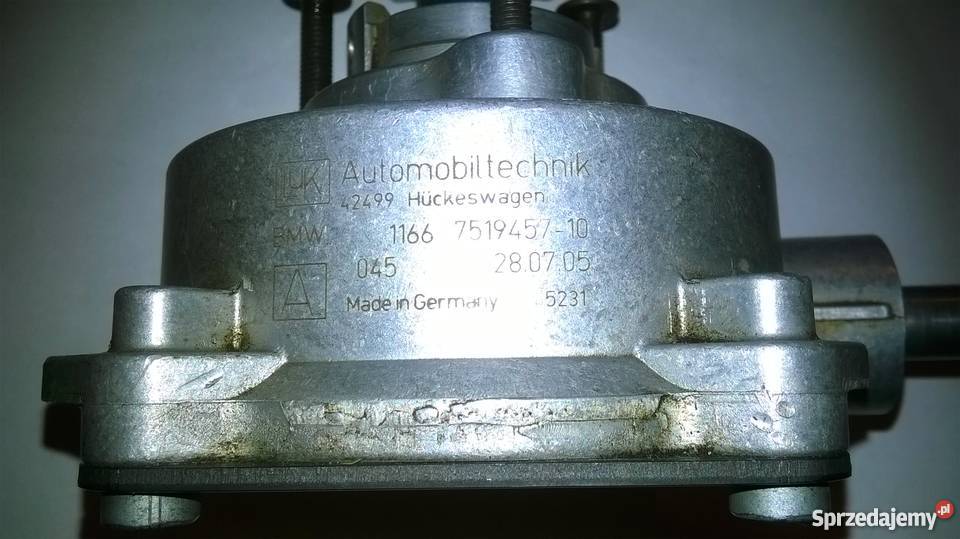 LuK Automobiltechnik
42499 Hückeswagen
BMW 1166 7519457-10
045 28.07.05
A Made in Germany 5231
Sprzedajemy.pl